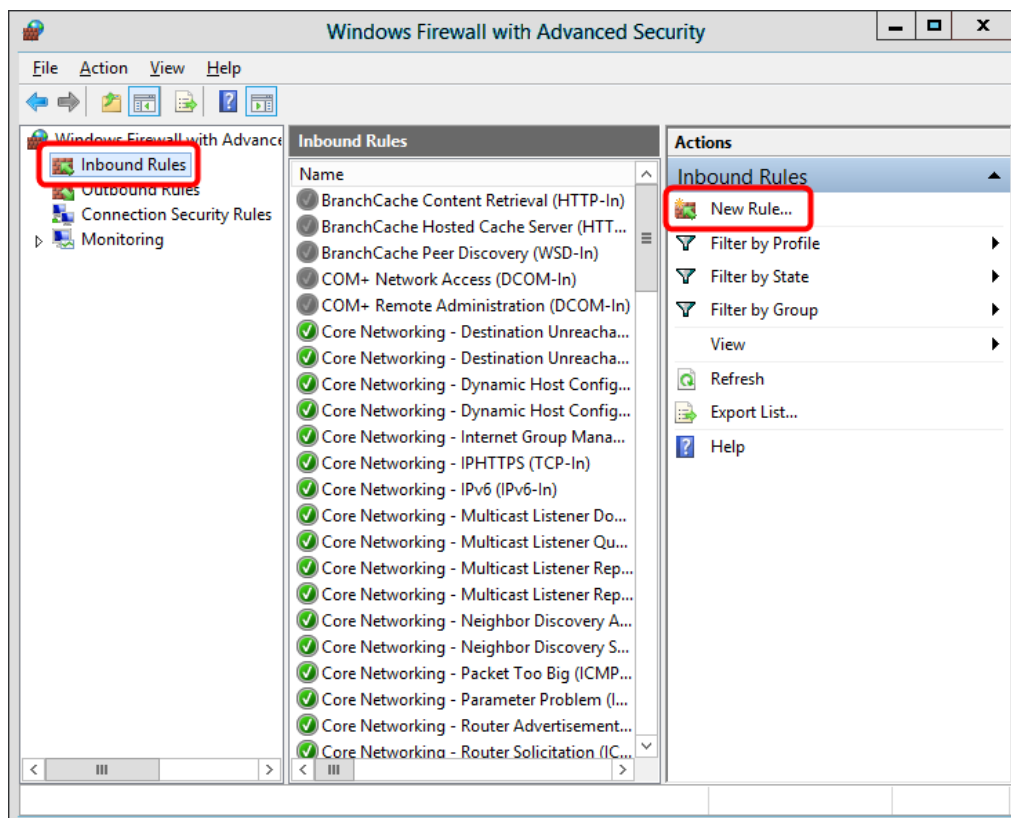 Windows Firewall with Advanced Security
File Action View Help
Windows Firewall with Advance
Inbound Rules
Outbound Rules
Connection Security Rules
Monitoring
Inbound Rules
Name
BranchCache Content Retrieval (HTTP-In)
BranchCache Hosted Cache Server (HTT...
BranchCache Peer Discovery (WSD-In)
COM+ Network Access (DCOM-In)
COM+ Remote Administration (DCOM-In)
Core Networking - Destination Unreacha...
Core Networking - Destination Unreacha...
Core Networking - Dynamic Host Config...
Core Networking - Dynamic Host Config...
Core Networking - Internet Group Mana...
Core Networking - IPHTTPS (TCP-In)
Core Networking - IPv6 (IPv6-In)
Core Networking - Multicast Listener Do...
Core Networking - Multicast Listener Qu...
Core Networking - Multicast Listener Rep...
Core Networking - Multicast Listener Rep...
Core Networking - Neighbor Discovery A...
Core Networking - Neighbor Discovery S...
Core Networking - Packet Too Big (ICMP...
Core Networking - Parameter Problem (I...
Core Networking - Router Advertisement...
Core Networking - Router Solicitation (IC...
Actions
Inbound Rules
New Rule...
Filter by Profile
Filter by State
Filter by Group
View
Refresh
Export List...
Help